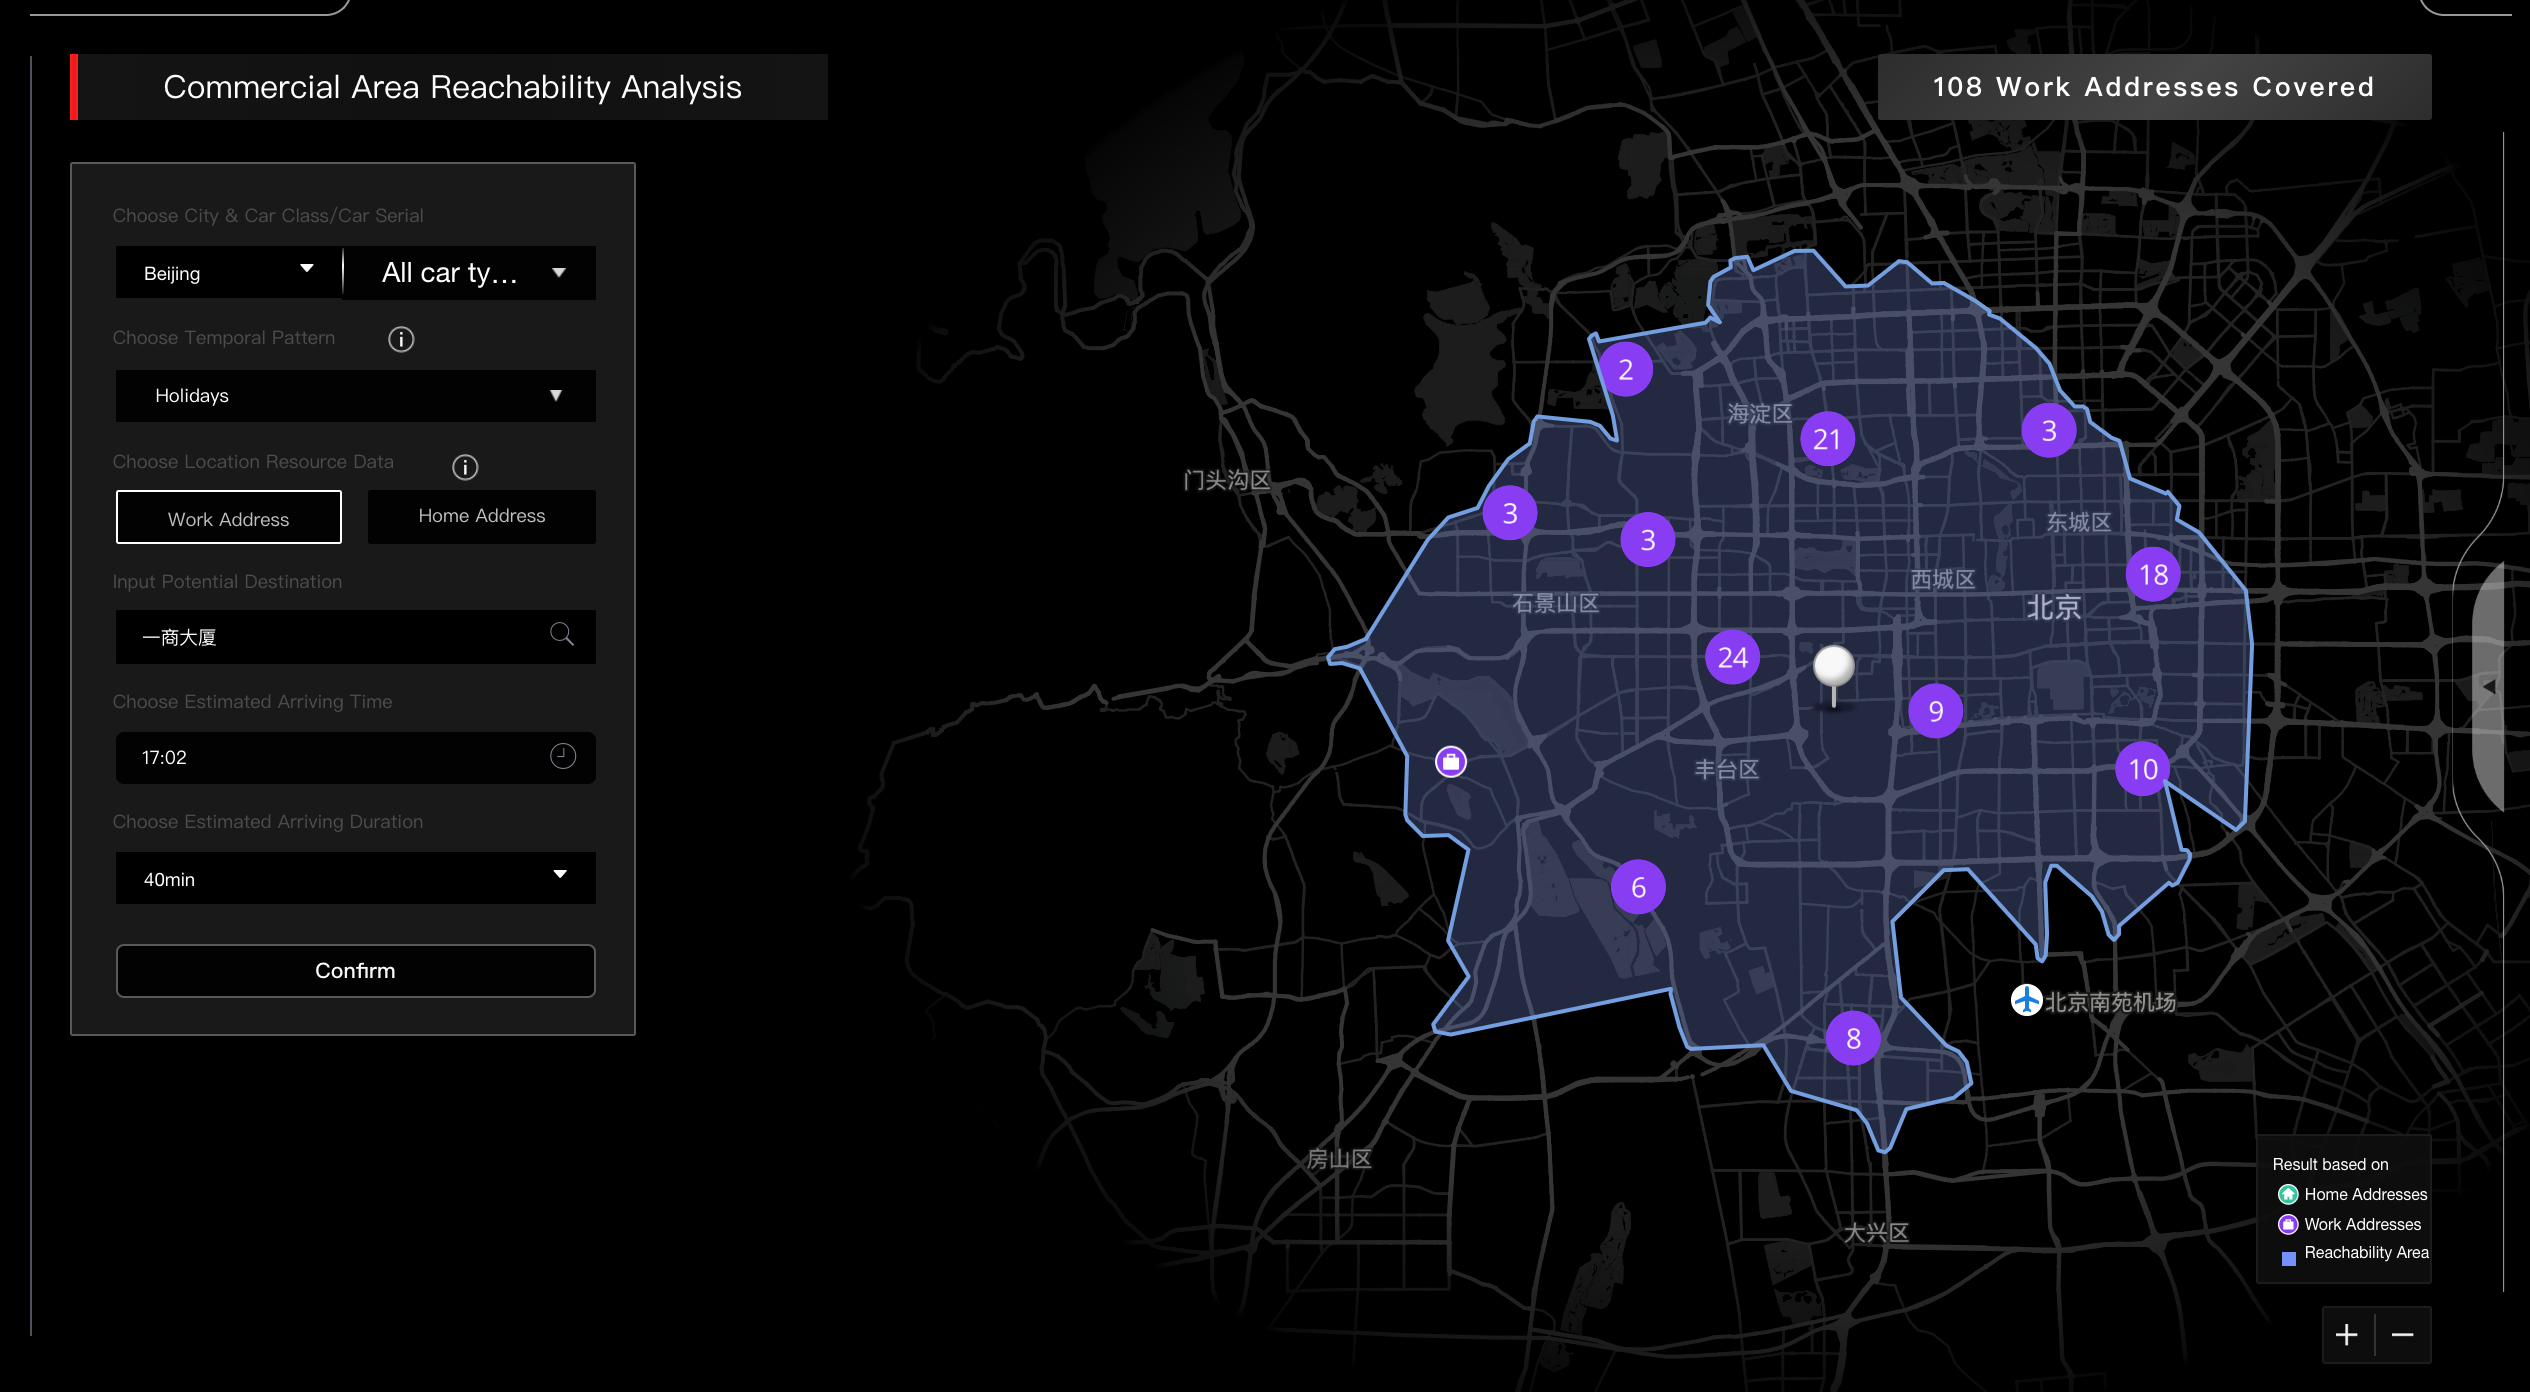 Commercial Area Reachability Analysis
108 Work Addresses Covered
Choose City & Car Class/Car Serial
Beijing
All car ty...
Choose Temporal Pattern
Holidays
Choose Location Resource Data
Work Address
Home Address
Input Potential Destination
一商大厦
Choose Estimated Arriving Time
17:02
Choose Estimated Arriving Duration
40min
Confirm
2
海淀区
21
3
门头沟区
3
3
东城区
18
西城区
石景山区
北京
24
9
丰台区
10
6
北京南苑机场
8
房山区
大兴区
Result based on
Home Addresses
Work Addresses
Reachability Area